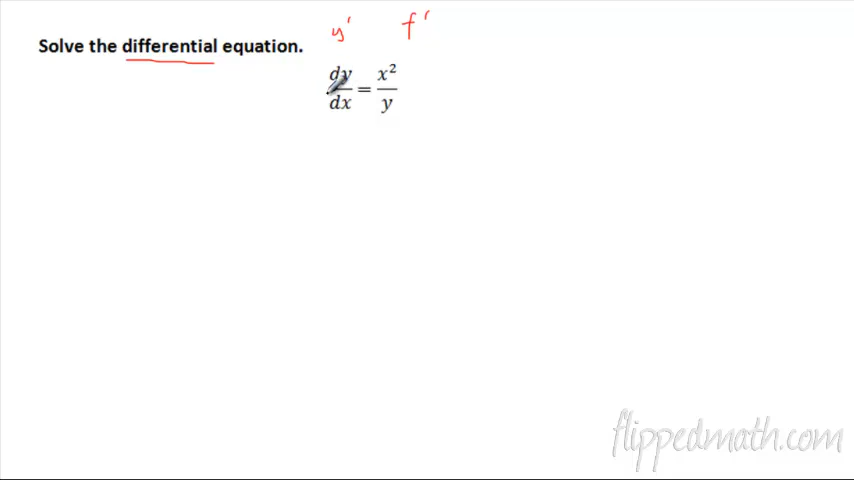 y' f'
Solve the differential equation.
dy/dx = x²/y
flippedmath.com